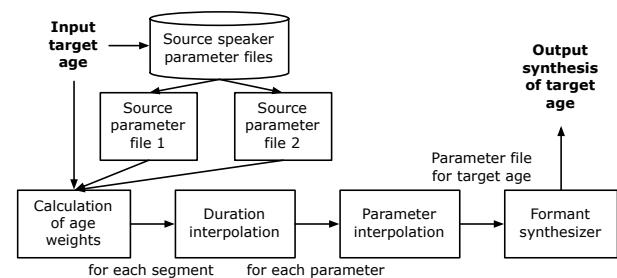 Input
target
age
Source speaker
parameter files
Output
synthesis
of target
age
Source
parameter
file 1
Source
parameter
file 2
Parameter file
for target age
Calculation
of age
weights
Duration
interpolation
Parameter
interpolation
Formant
synthesizer
for each segment
for each parameter